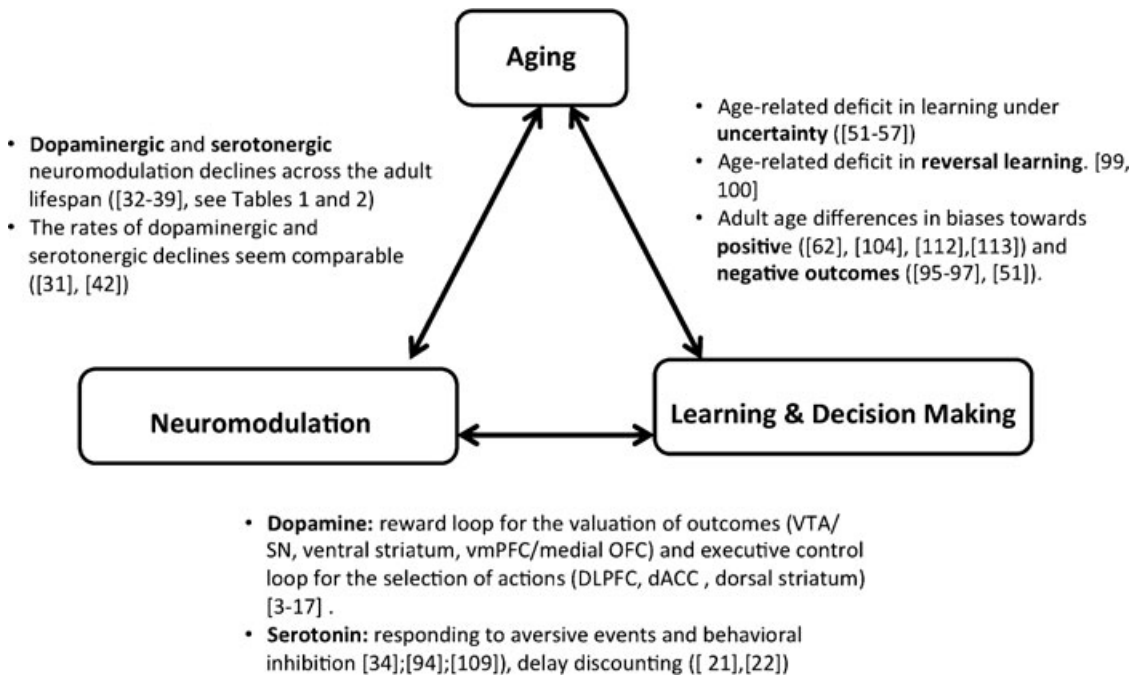 Aging
• Dopaminergic and serotonergic
neuromodulation declines across the adult
lifespan ([32-39], see Tables 1 and 2)
• The rates of dopaminergic and
serotonergic declines seem comparable
([31], [42])
• Age-related deficit in learning under
uncertainty ([51-57])
• Age-related deficit in reversal learning. [99,
100]
• Adult age differences in biases towards
positive ([62], [104], [112],[113]) and
negative outcomes ([95-97], [51]).
Neuromodulation
Learning & Decision Making
• Dopamine: reward loop for the valuation of outcomes (VTA/
SN, ventral striatum, vmPFC/medial OFC) and executive control
loop for the selection of actions (DLPFC, dACC , dorsal striatum)
[3-17] .
• Serotonin: responding to aversive events and behavioral
inhibition [34];[94];[109]), delay discounting ([ 21],[22])